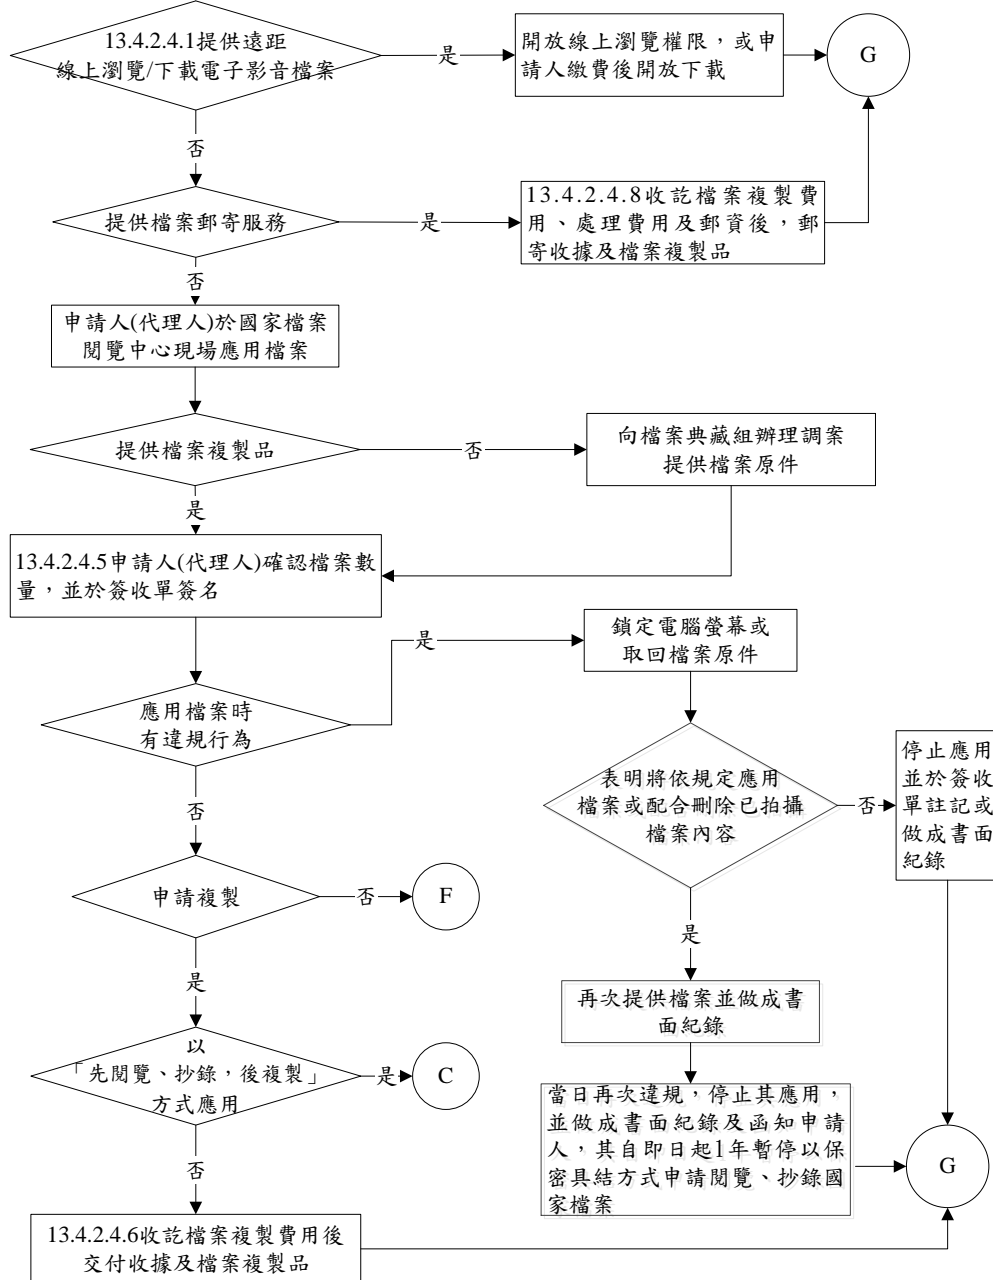 13.4.2.4.1提供遠距
線上瀏覽/下載電子影音檔案
是
開放線上瀏覽權限，或申
請人繳費後開放下載
G
否
提供檔案郵寄服務
是
13.4.2.4.8收訖檔案複製費
用、處理費用及郵資後，郵
寄收據及檔案複製品
否
申請人(代理人)於國家檔案
閱覽中心現場應用檔案
提供檔案複製品
否
向檔案典藏組辦理調案
提供檔案原件
是
13.4.2.4.5申請人(代理人)確認檔案數
量，並於簽收單簽名
是
鎖定電腦螢幕或
取回檔案原件
應用檔案時
有違規行為
表明將依規定應用
檔案或配合刪除已拍攝
檔案內容
否
停止應用
並於簽收
單註記或
做成書面
紀錄
否
申請複製
否
F
是
是
再次提供檔案並做成書
面紀錄
以
「先閱覽、抄錄，後複製」
方式應用
是
C
當日再次違規，停止其應用，
並做成書面紀錄及函知申請
人，其自即日起1年暫停以保
密具結方式申請閱覽、抄錄國
家檔案
G
否
13.4.2.4.6收訖檔案複製費用後
交付收據及檔案複製品